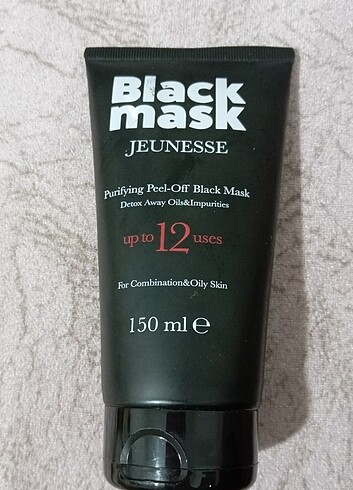 Black
mask
JEUNESSE
Purifying Peel-Off Black Mask
Detox Away Oils&Impurities
up to 12 uses
For Combination&Oily Skin
150 ml e